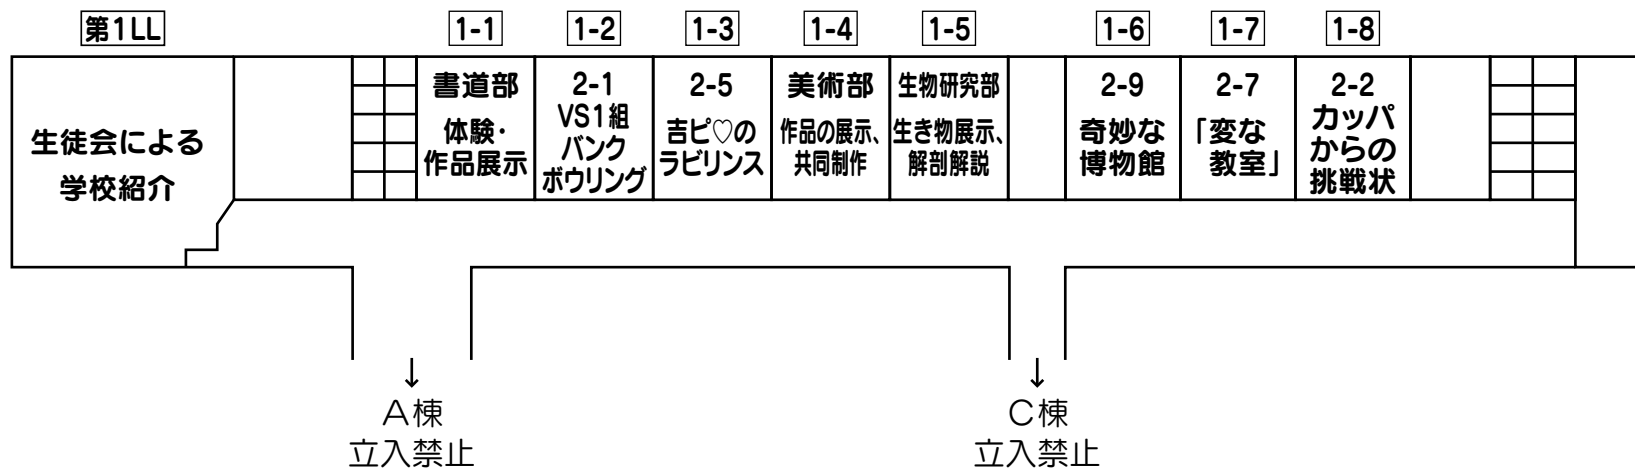 第1LL
1-1
1-2
1-3
1-4
1-5
1-6
1-7
1-8
生徒会による
学校紹介
書道部
体験・
作品展示
2-1
VS1組
バンク
ボウリング
2-5
吉ピ♡の
ラビリンス
美術部
作品の展示、
共同制作
生物研究部
生き物展示、
解剖解説
2-9
奇妙な
博物館
2-7
「変な
教室」
2-2
カッパ
からの
挑戦状
↓
A棟
立入禁止
↓
C棟
立入禁止